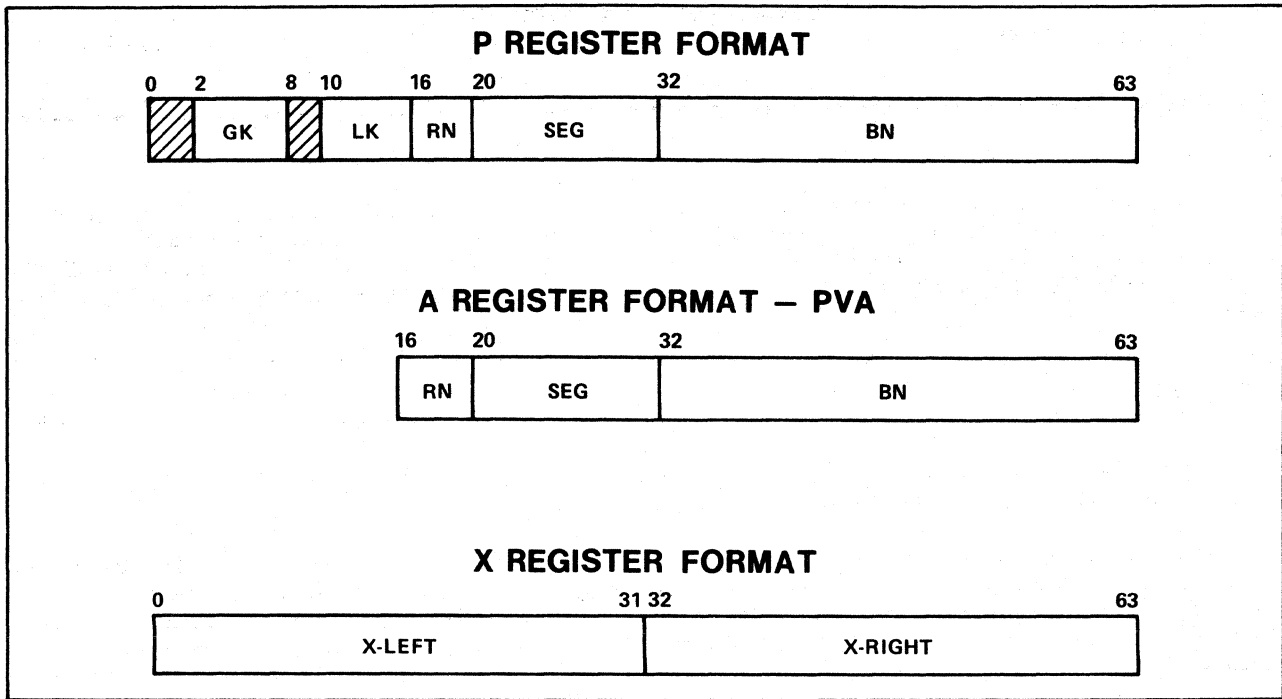 P REGISTER FORMAT
0 2 8 10 16 20 32 63
GK LK RN SEG BN
A REGISTER FORMAT — PVA
16 20 32 63
RN SEG BN
X REGISTER FORMAT
0 31 32 63
X-LEFT X-RIGHT